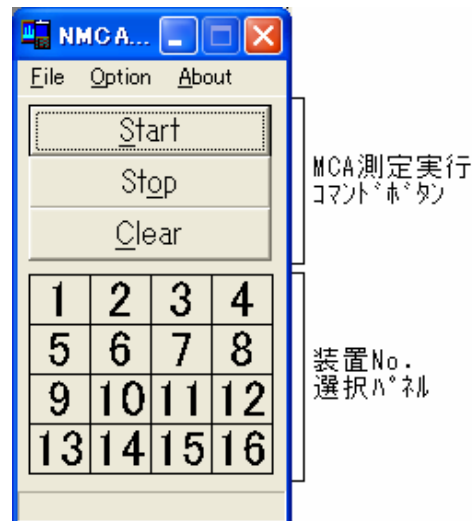 NMCA...
File Option About
Start
Stop
Clear
MCA測定実行
ｺﾏﾝﾄﾞﾎﾞﾀﾝ
1 2 3 4
5 6 7 8
9 10 11 12
13 14 15 16
装置No.
選択ﾊﾟﾈﾙ